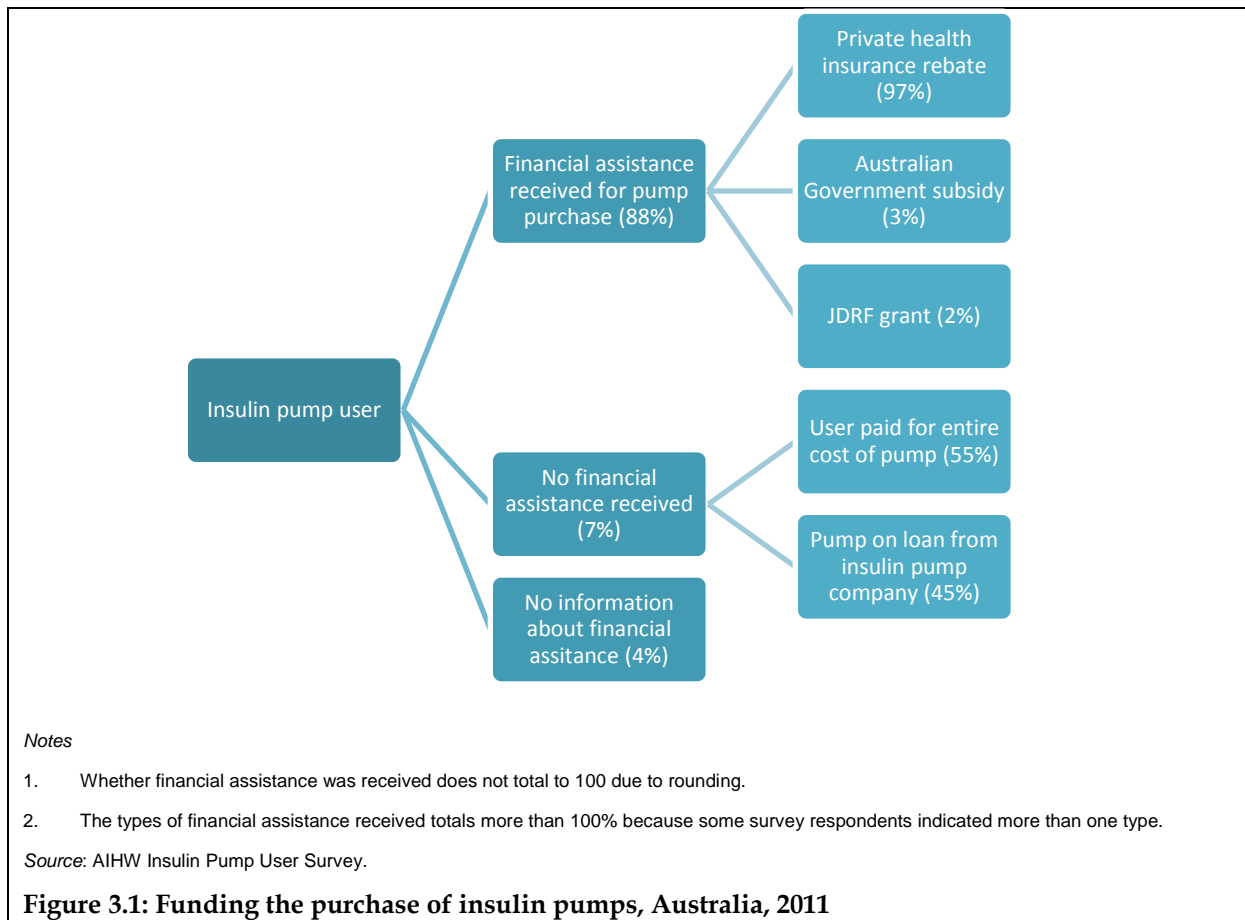 Private health
insurance rebate
(97%)
Financial assistance
received for pump
purchase (88%)
Australian
Government subsidy
(3%)
JDRF grant (2%)
Insulin pump user
User paid for entire
cost of pump (55%)
No financial
assistance received
(7%)
Pump on loan from
insulin pump
company (45%)
No information
about financial
assitance (4%)
Notes
1. Whether financial assistance was received does not total to 100 due to rounding.
2. The types of financial assistance received totals more than 100% because some survey respondents indicated more than one type.
Source: AIHW Insulin Pump User Survey.
Figure 3.1: Funding the purchase of insulin pumps, Australia, 2011